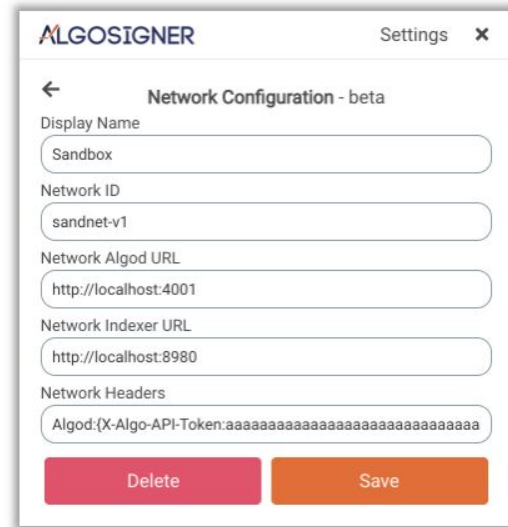 ALGOSIGNER Settings ×
← Network Configuration - beta
Display Name
Sandbox
Network ID
sandnet-v1
Network Algod URL
http://localhost:4001
Network Indexer URL
http://localhost:8980
Network Headers
Algod:{X-Algo-API-Token:aaaaaaaaaaaaaaaaaaaaaaaaaaaaaa
Delete Save